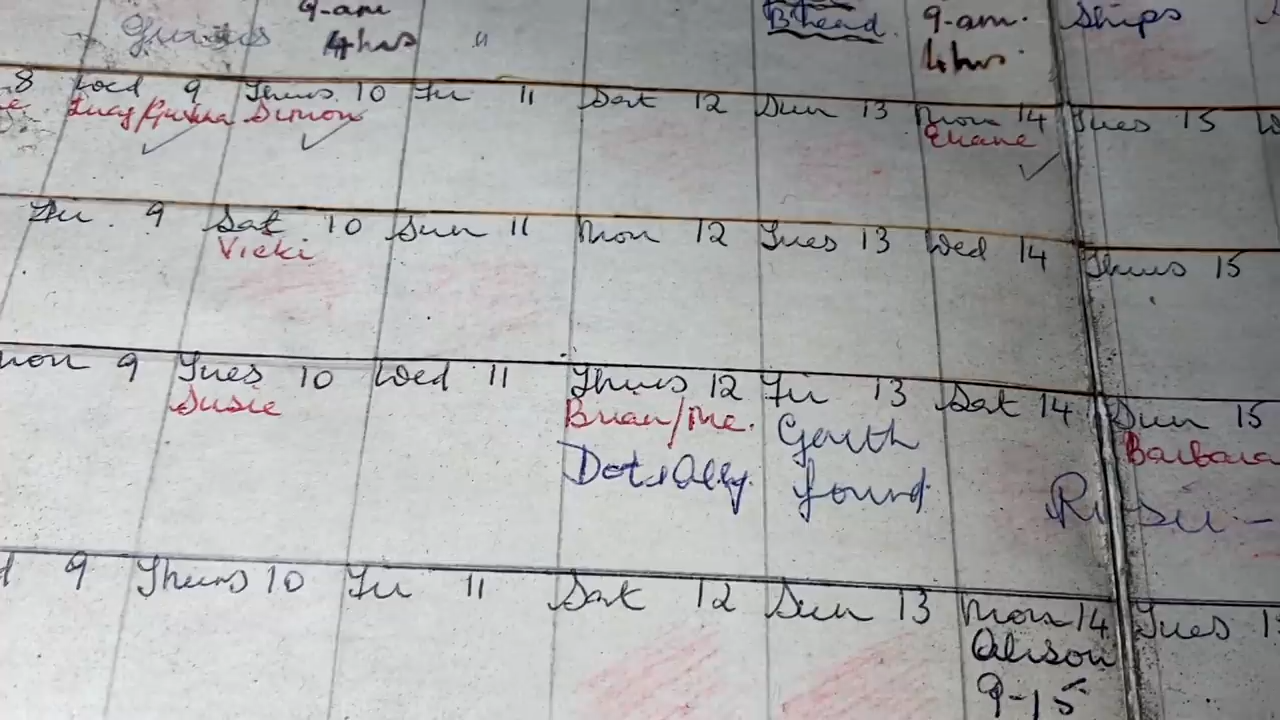 9-am Bhead. 9-am. Ships
4hrs " 4hrs.
8 Wed 9 Thurs 10 Fri 11 Sat 12 Sun 13 Mon 14 Tues 15
Simon
Fri. 9 Sat 10 Sun 11 Mon 12 Tues 13 Wed 14 Thurs 15
Vicki
Mon 9 Tues 10 Wed 11 Thurs 12 Fri 13 Sat 14 Sun 15
Susie Brian/Me. Barbara
found
9 Thurs 10 Fri 11 Sat 12 Sun 13 Mon 14 Tues
Alison
9-15